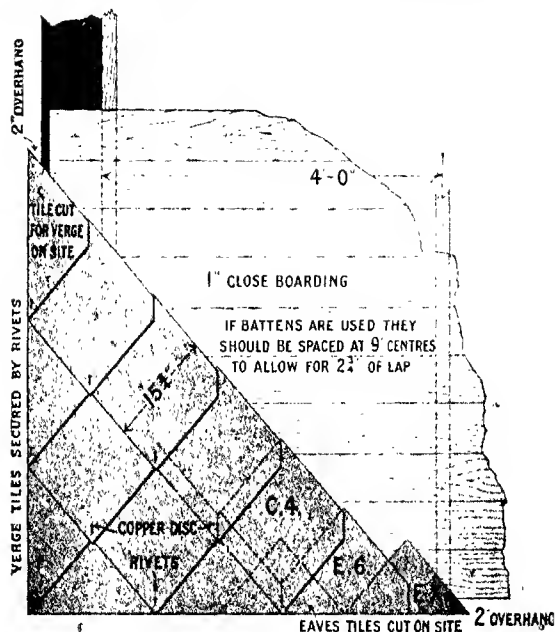 2" OVERHANG
4'-0"
TILE CUT
FOR VERGE
ON SITE
1" CLOSE BOARDING
IF BATTENS ARE USED THEY
SHOULD BE SPACED AT 9" CENTRES
TO ALLOW FOR 2¾" OF LAP
VERGE TILES SECURED BY RIVETS
15¾"
COPPER DISC
RIVETS
C.4.
E.6.
EAVES TILES CUT ON SITE
2" OVERHANG